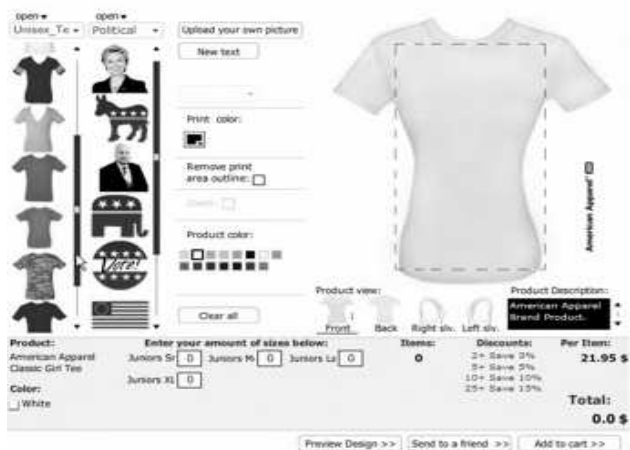 open
open
Unisex_Te
Political
Upload your own picture
New text
Print color:
Remove print
area outline:
Product color:
Vote!
Clear all
American Apparel
Product view:
Front
Back
Right slv.
Left slv.
Product Description:
American Apparel
Brand Product.
Product:
American Apparel
Classic Girl Tee
Color:
White
Enter your amount of sizes below:
Juniors Sr 0 Juniors M 0 Juniors La 0
Juniors XL 0
Items:
0
Discounts:
2+ Save 3%
5+ Save 5%
10+ Save 10%
25+ Save 15%
Per Item:
21.95 $
Total:
0.0 $
Preview Design >>
Send to a friend >>
Add to cart >>